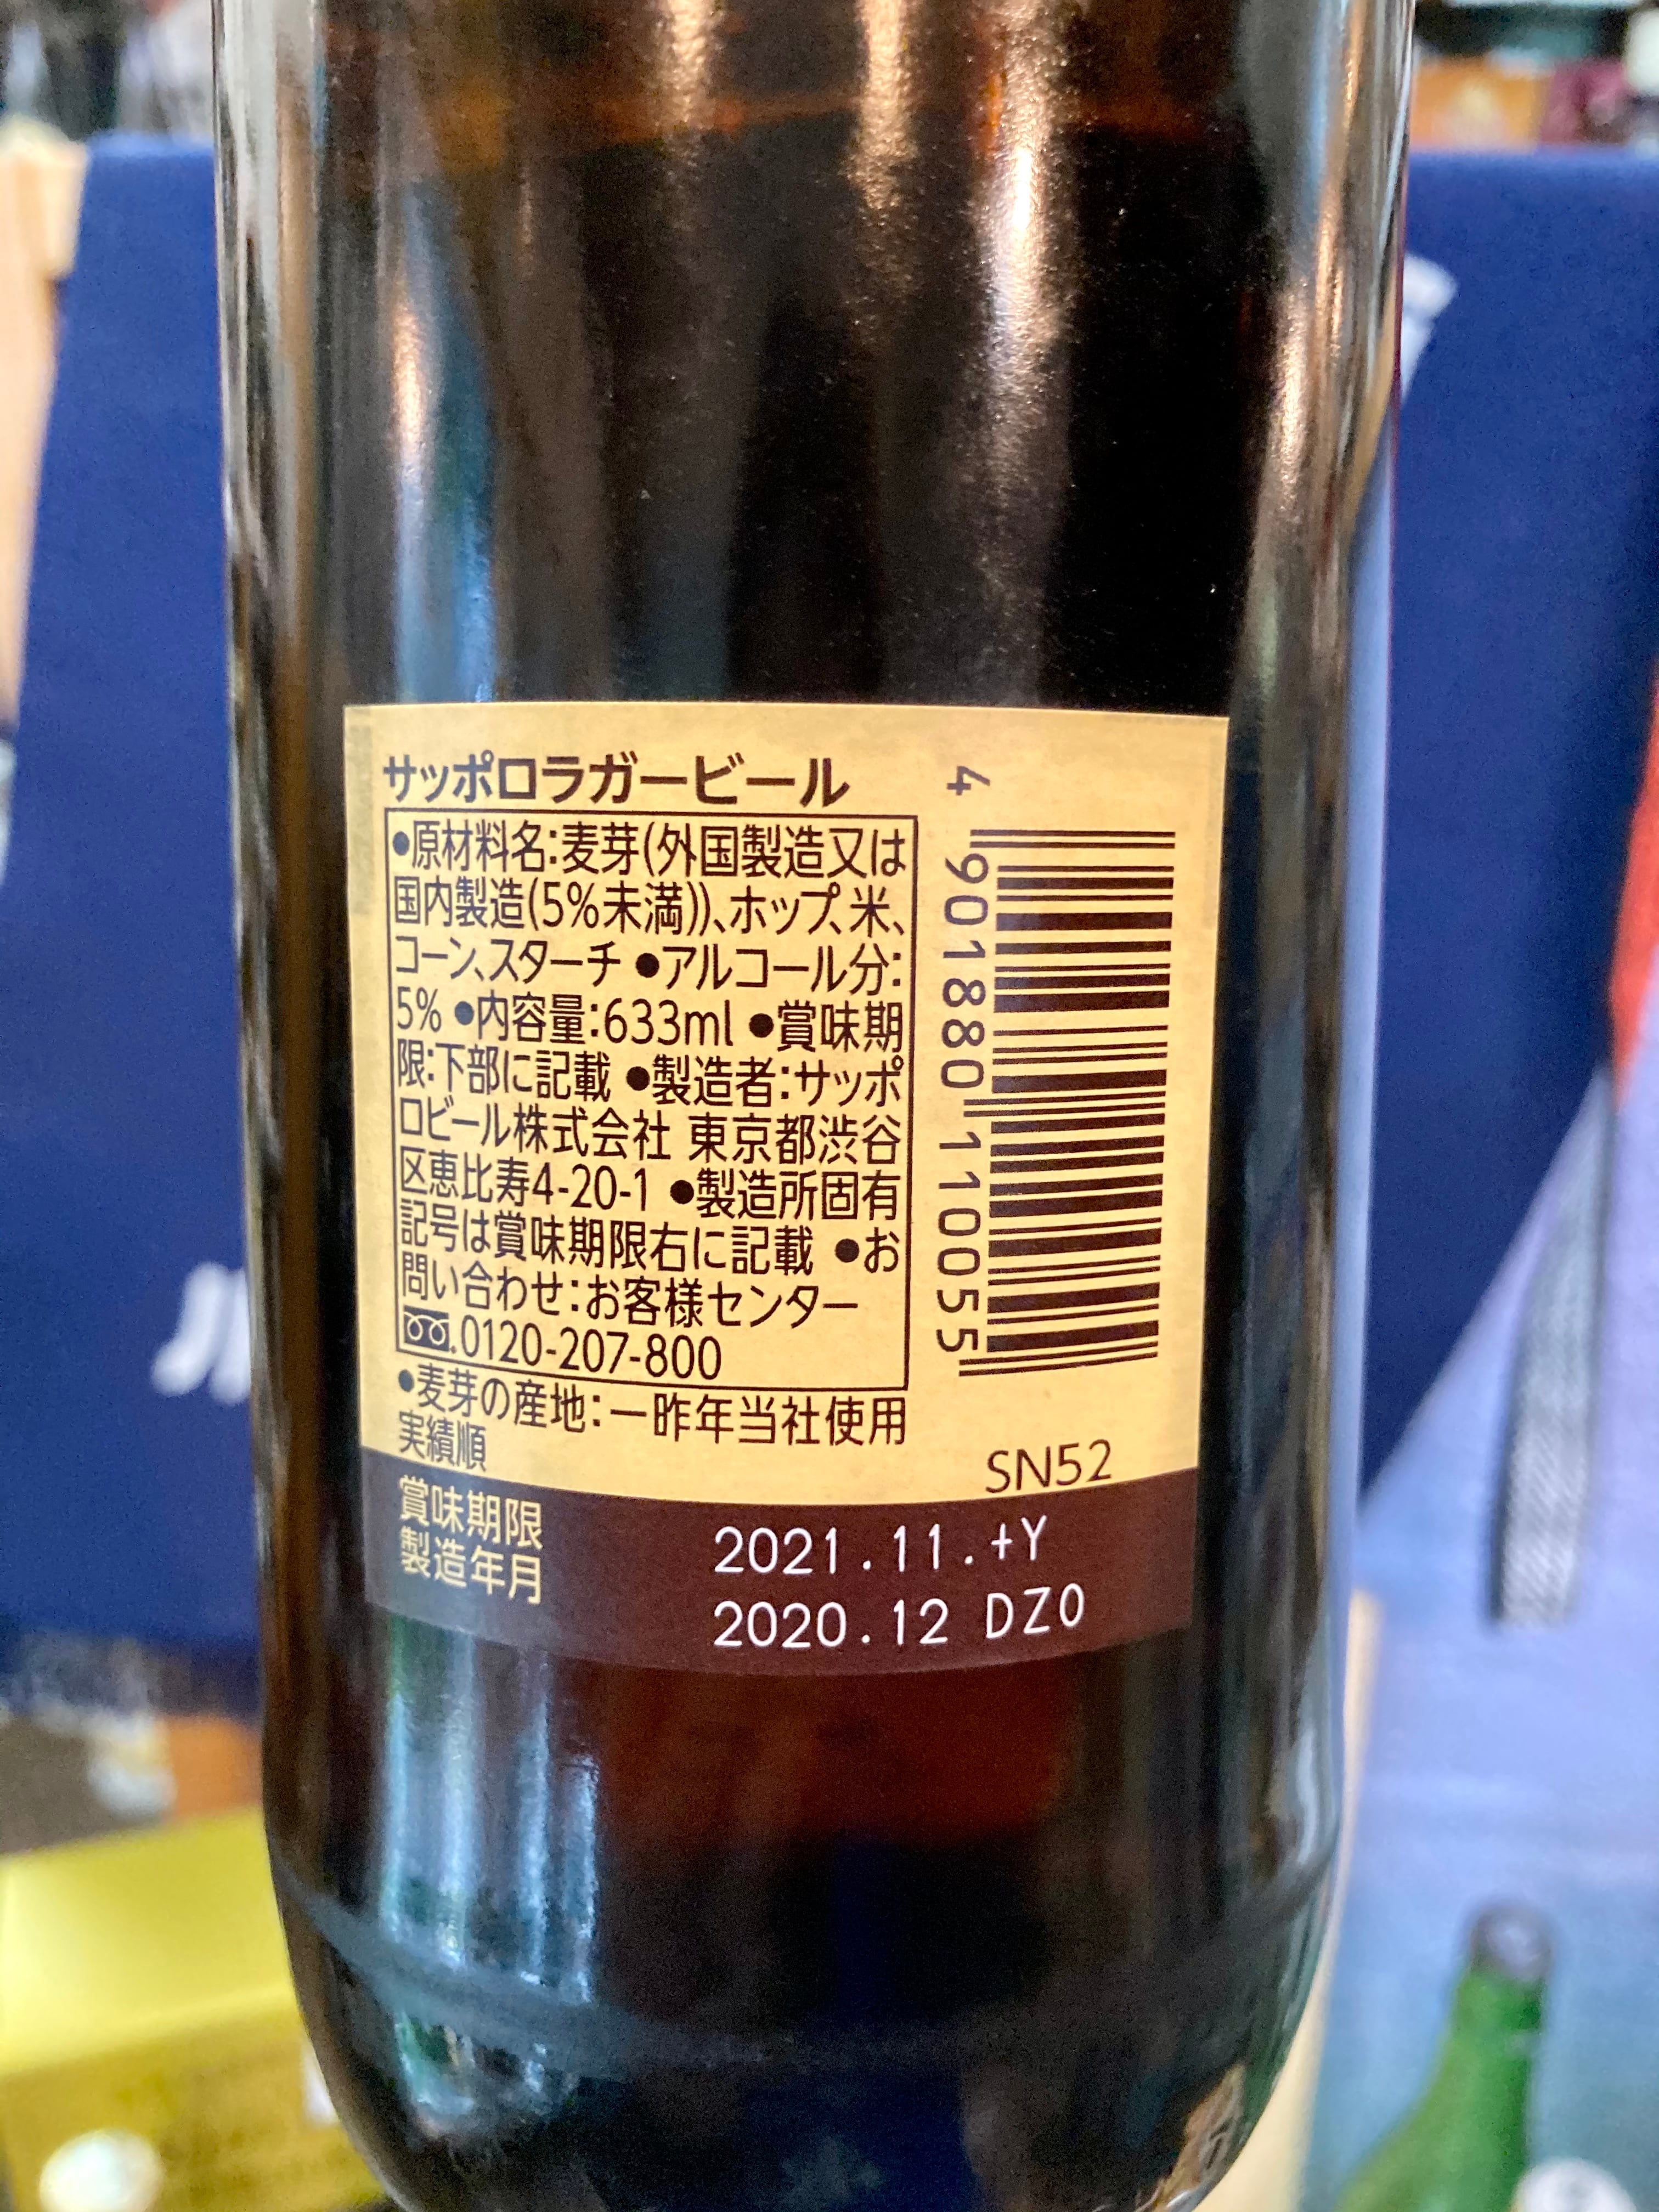 サッポロラガービール
●原材料名:麦芽(外国製造又は
国内製造(5%未満))、ホップ、米、
コーン、スターチ ●アルコール分:
5% ●内容量:633ml ●賞味期
限:下部に記載 ●製造者:サッポ
ロビール株式会社 東京都渋谷
区恵比寿4-20-1 ●製造所固有
記号は賞味期限右に記載 ●お
問い合わせ:お客様センター
0120-207-800
●麦芽の産地:一昨年当社使用
実績順
4 901880 110055
SN52
賞味期限 2021.11.+Y
製造年月 2020.12 DZ0